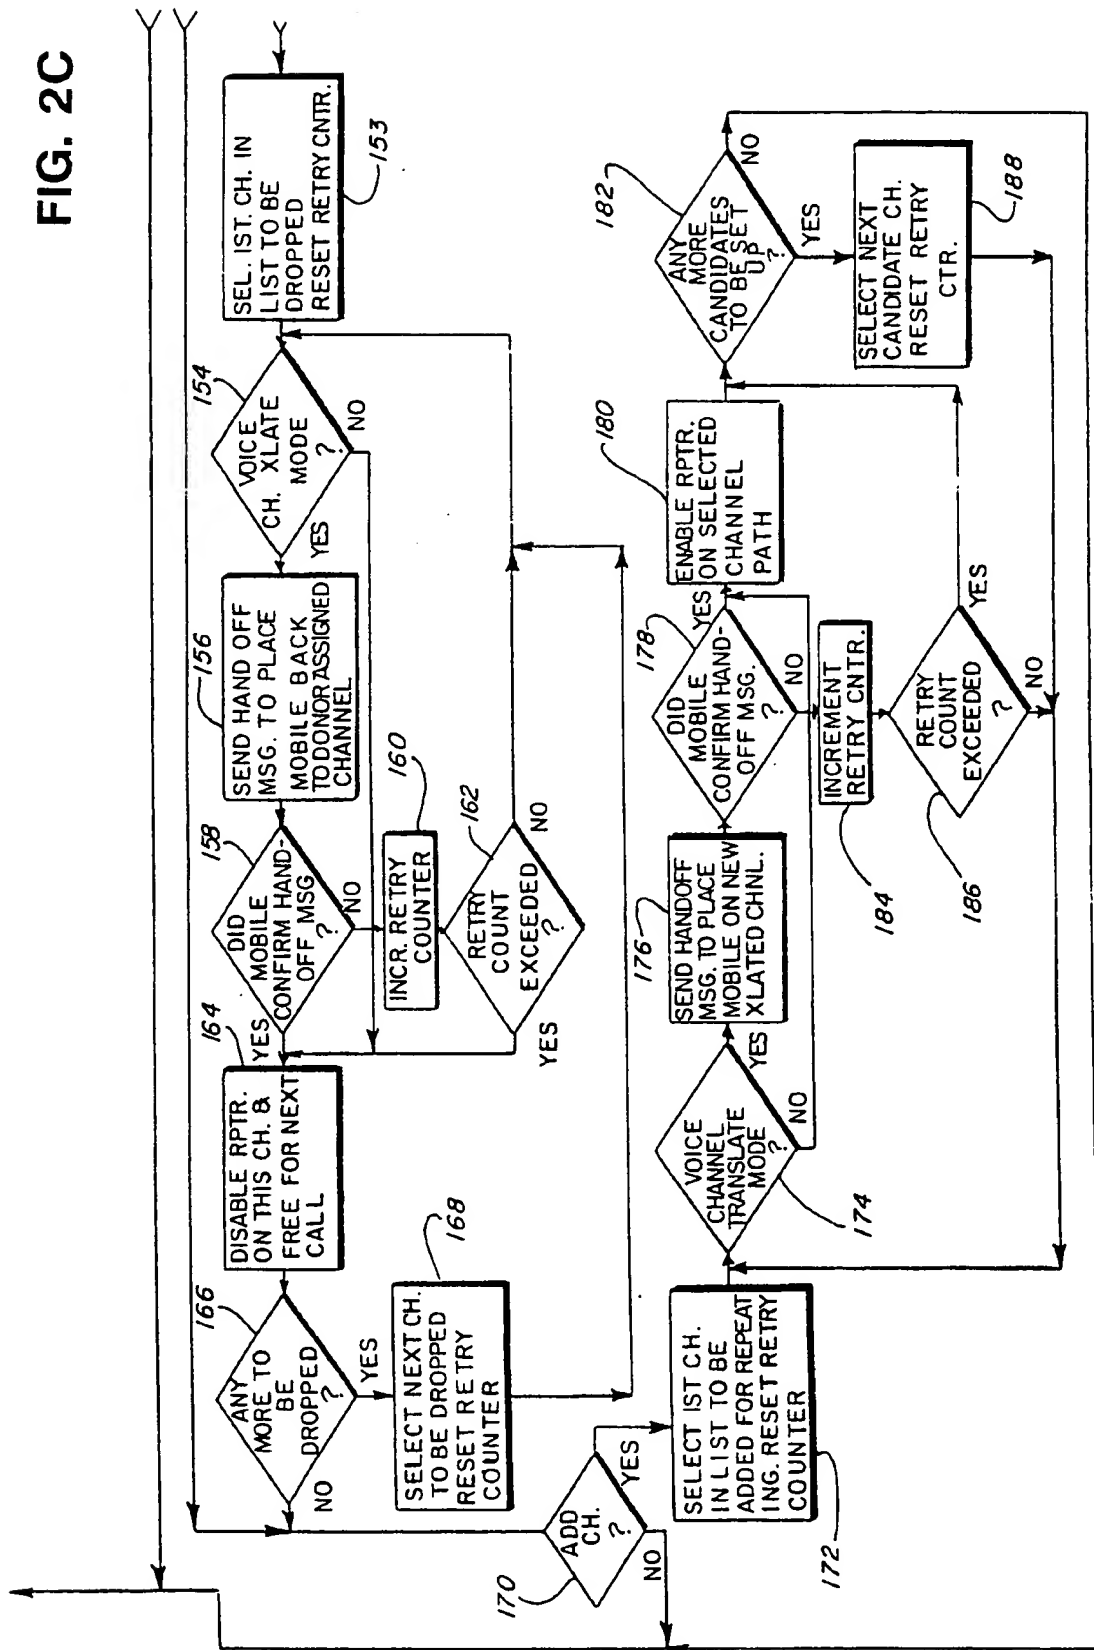 FIG. 2C
SEL. IST. CH. IN
LIST TO BE
DROPPED
RESET RETRY CNTR.
153
154
VOICE
CH. XLATE
MODE
?
NO
YES
156
SEND HAND OFF
MSG. TO PLACE
MOBILE BACK
TO DONOR ASSIGNED
CHANNEL
158
DID
MOBILE
CONFIRM HAND-
OFF MSG
?
NO
YES
160
INCR. RETRY
COUNTER
162
RETRY
COUNT
EXCEEDED
?
NO
YES
164
DISABLE RPTR.
ON THIS CH. &
FREE FOR NEXT
CALL
166
ANY
MORE TO
BE
DROPPED
?
YES
NO
168
SELECT NEXT CH.
TO BE DROPPED
RESET RETRY
COUNTER
170
ADD
CH.
?
YES
NO
SELECT IST CH.
IN LIST TO BE
ADDED FOR REPEAT
ING. RESET RETRY
COUNTER
172
VOICE
CHANNEL
TRANSLATE
MODE
?
174
YES
NO
176
SEND HANDOFF
MSG. TO PLACE
MOBILE ON NEW
XLATED CHNL.
178
DID
MOBILE
CONFIRM HAND-
OFF MSG.
?
YES
NO
180
ENABLE RPTR.
ON SELECTED
CHANNEL
PATH
182
ANY
MORE
CANDIDATES
TO BE SET
UP
?
NO
YES
INCREMENT
RETRY CNTR.
184
RETRY
COUNT
EXCEEDED
?
186
YES
NO
SELECT NEXT
CANDIDATE CH.
RESET RETRY
CTR.
188